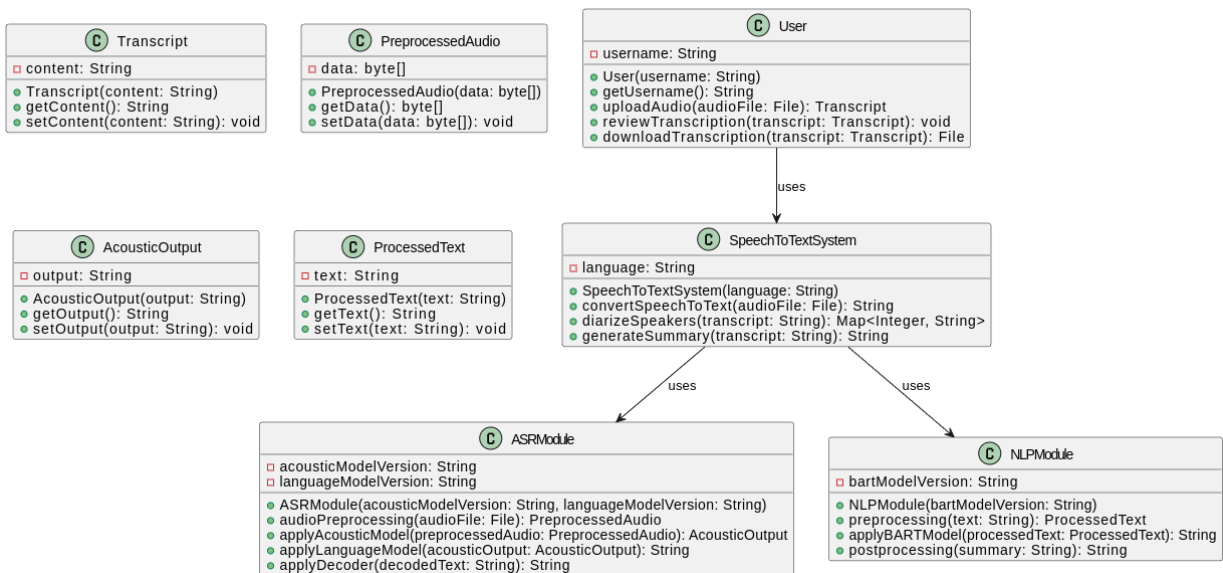 C Transcript
content: String
Transcript(content: String)
getContent(): String
setContent(content: String): void
C PreprocessedAudio
data: byte[]
PreprocessedAudio(data: byte[])
getData(): byte[]
setData(data: byte[]): void
C User
username: String
User(username: String)
getUsername(): String
uploadAudio(audioFile: File): Transcript
reviewTranscription(transcript: Transcript): void
downloadTranscription(transcript: Transcript): File
uses
C AcousticOutput
output: String
AcousticOutput(output: String)
getOutput(): String
setOutput(output: String): void
C ProcessedText
text: String
ProcessedText(text: String)
getText(): String
setText(text: String): void
C SpeechToTextSystem
language: String
SpeechToTextSystem(language: String)
convertSpeechToText(audioFile: File): String
diarizeSpeakers(transcript: String): Map<Integer, String>
generateSummary(transcript: String): String
uses
uses
C ASRModule
acousticModelVersion: String
languageModelVersion: String
ASRModule(acousticModelVersion: String, languageModelVersion: String)
audioPreprocessing(audioFile: File): PreprocessedAudio
applyAcousticModel(preprocessedAudio: PreprocessedAudio): AcousticOutput
applyLanguageModel(acousticOutput: AcousticOutput): String
applyDecoder(decodedText: String): String
C NLPModule
bartModelVersion: String
NLPModule(bartModelVersion: String)
preprocessing(text: String): ProcessedText
applyBARTModel(processedText: ProcessedText): String
postprocessing(summary: String): String